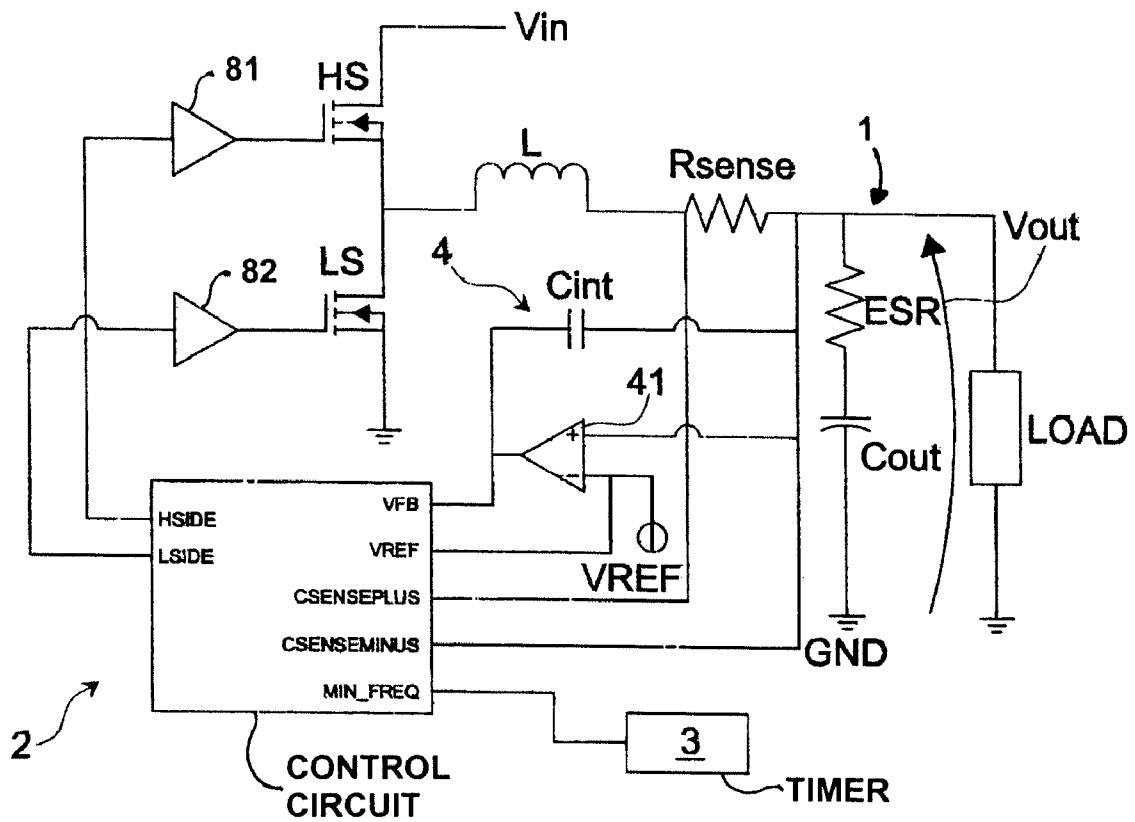 Vin
81
HS
L
Rsense
1
Vout
82
LS
4
Cint
ESR
41
+
−
Cout
LOAD
VFB
HSIDE
VREF
LSIDE
VREF
CSENSEPLUS
CSENSEMINUS
GND
MIN_FREQ
2
3
CONTROL
CIRCUIT
TIMER